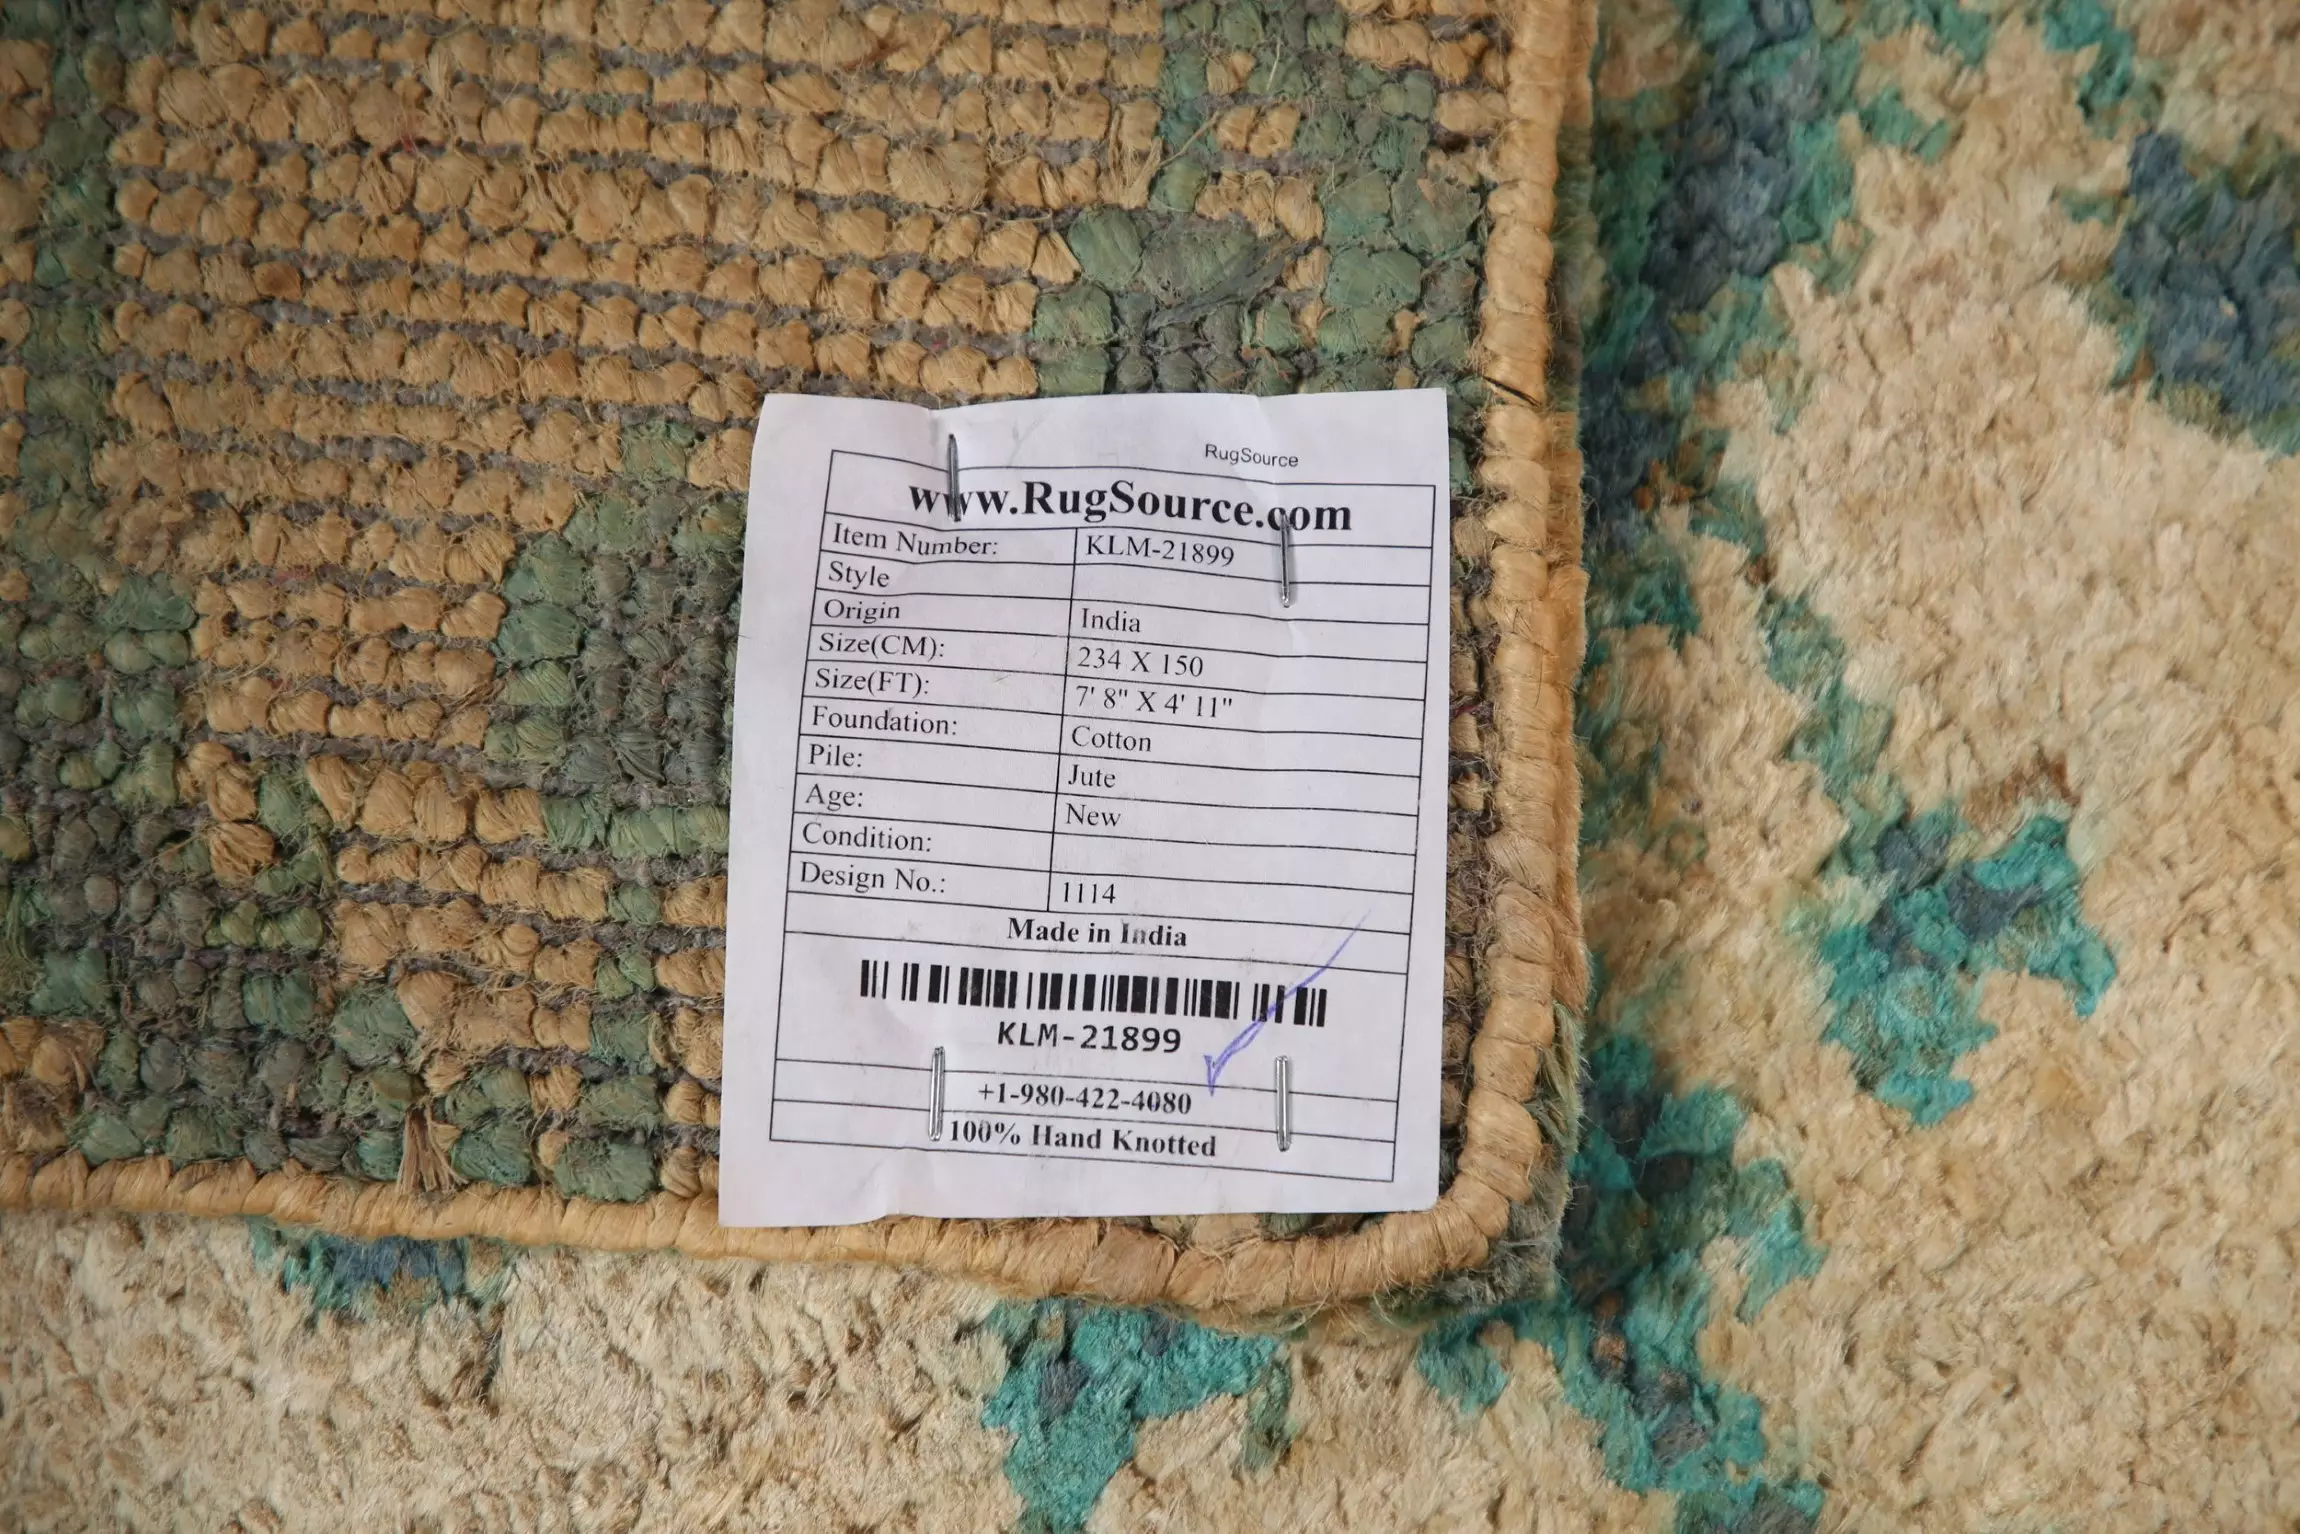 RugSource
www.RugSource.com
Item Number: KLM-21899
Style
Origin India
Size(CM): 234 X 150
Size(FT): 7' 8" X 4' 11"
Foundation: Cotton
Pile: Jute
Age: New
Condition:
Design No.: 1114
Made in India
KLM-21899
+1-980-422-4080
100% Hand Knotted